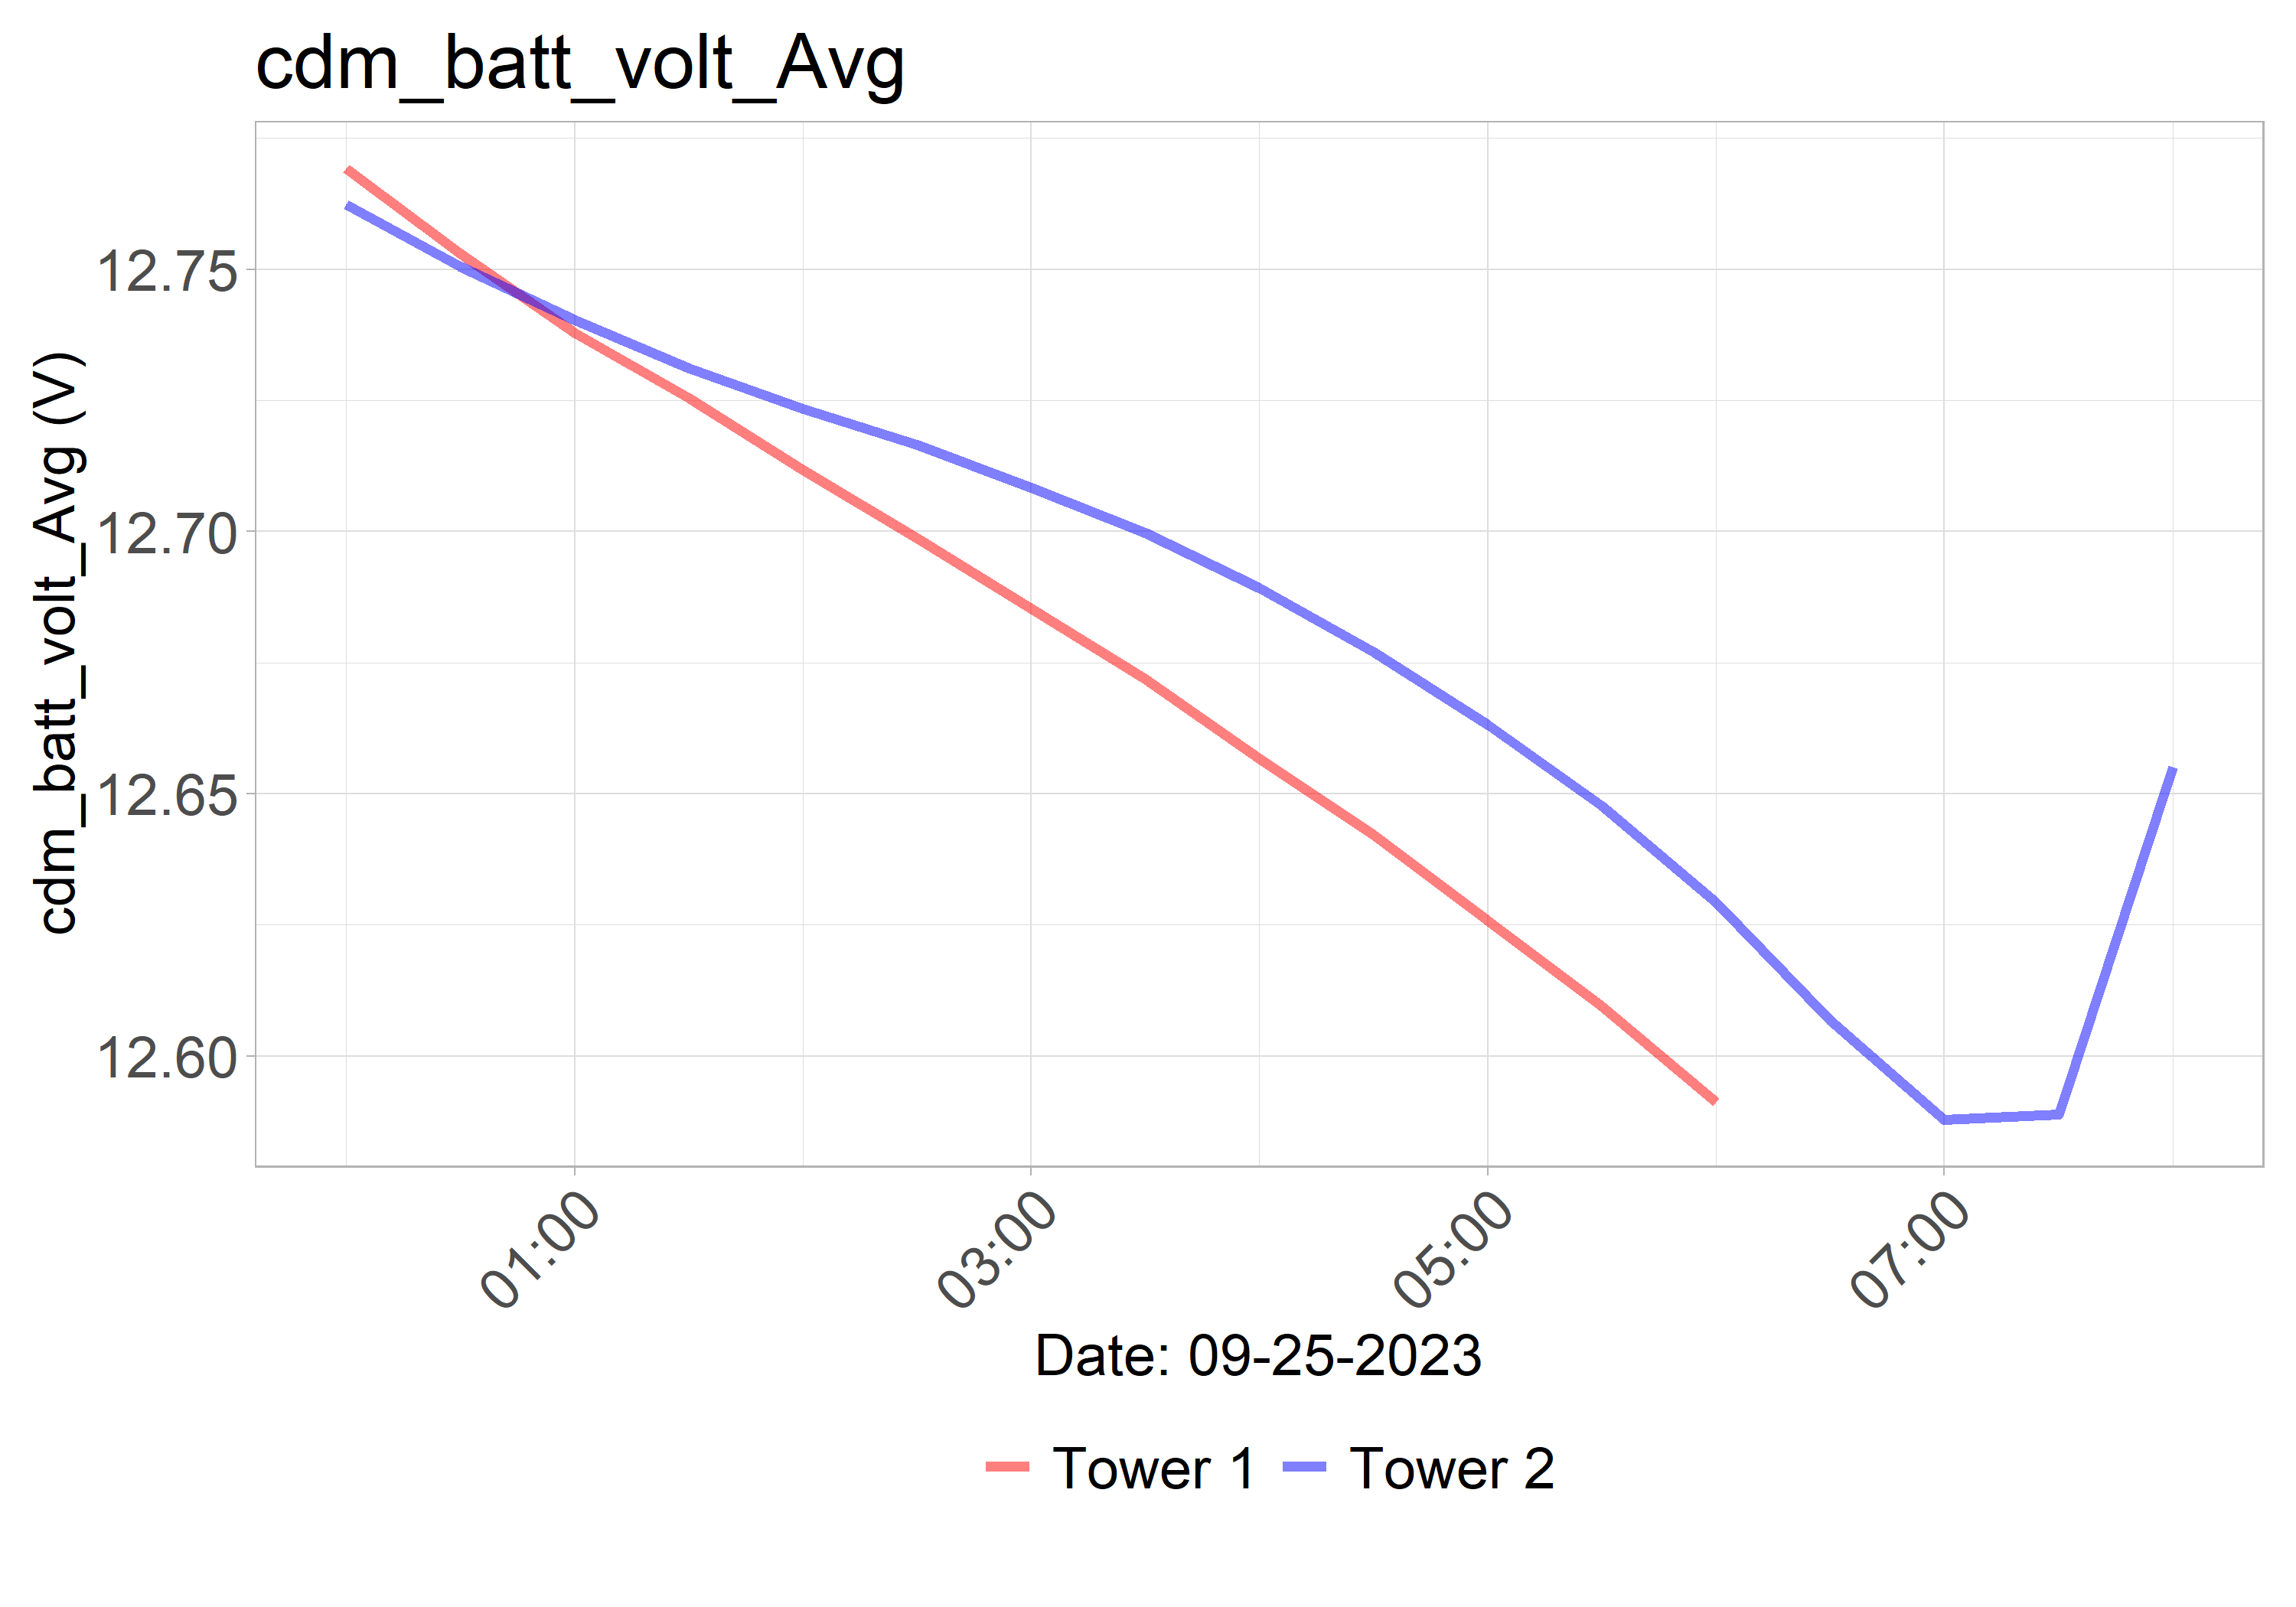 cdm_batt_volt_Avg
cdm_batt_volt_Avg (V)
12.75
12.70
12.65
12.60
01:00
03:00
05:00
07:00
Date: 09-25-2023
Tower 1
Tower 2